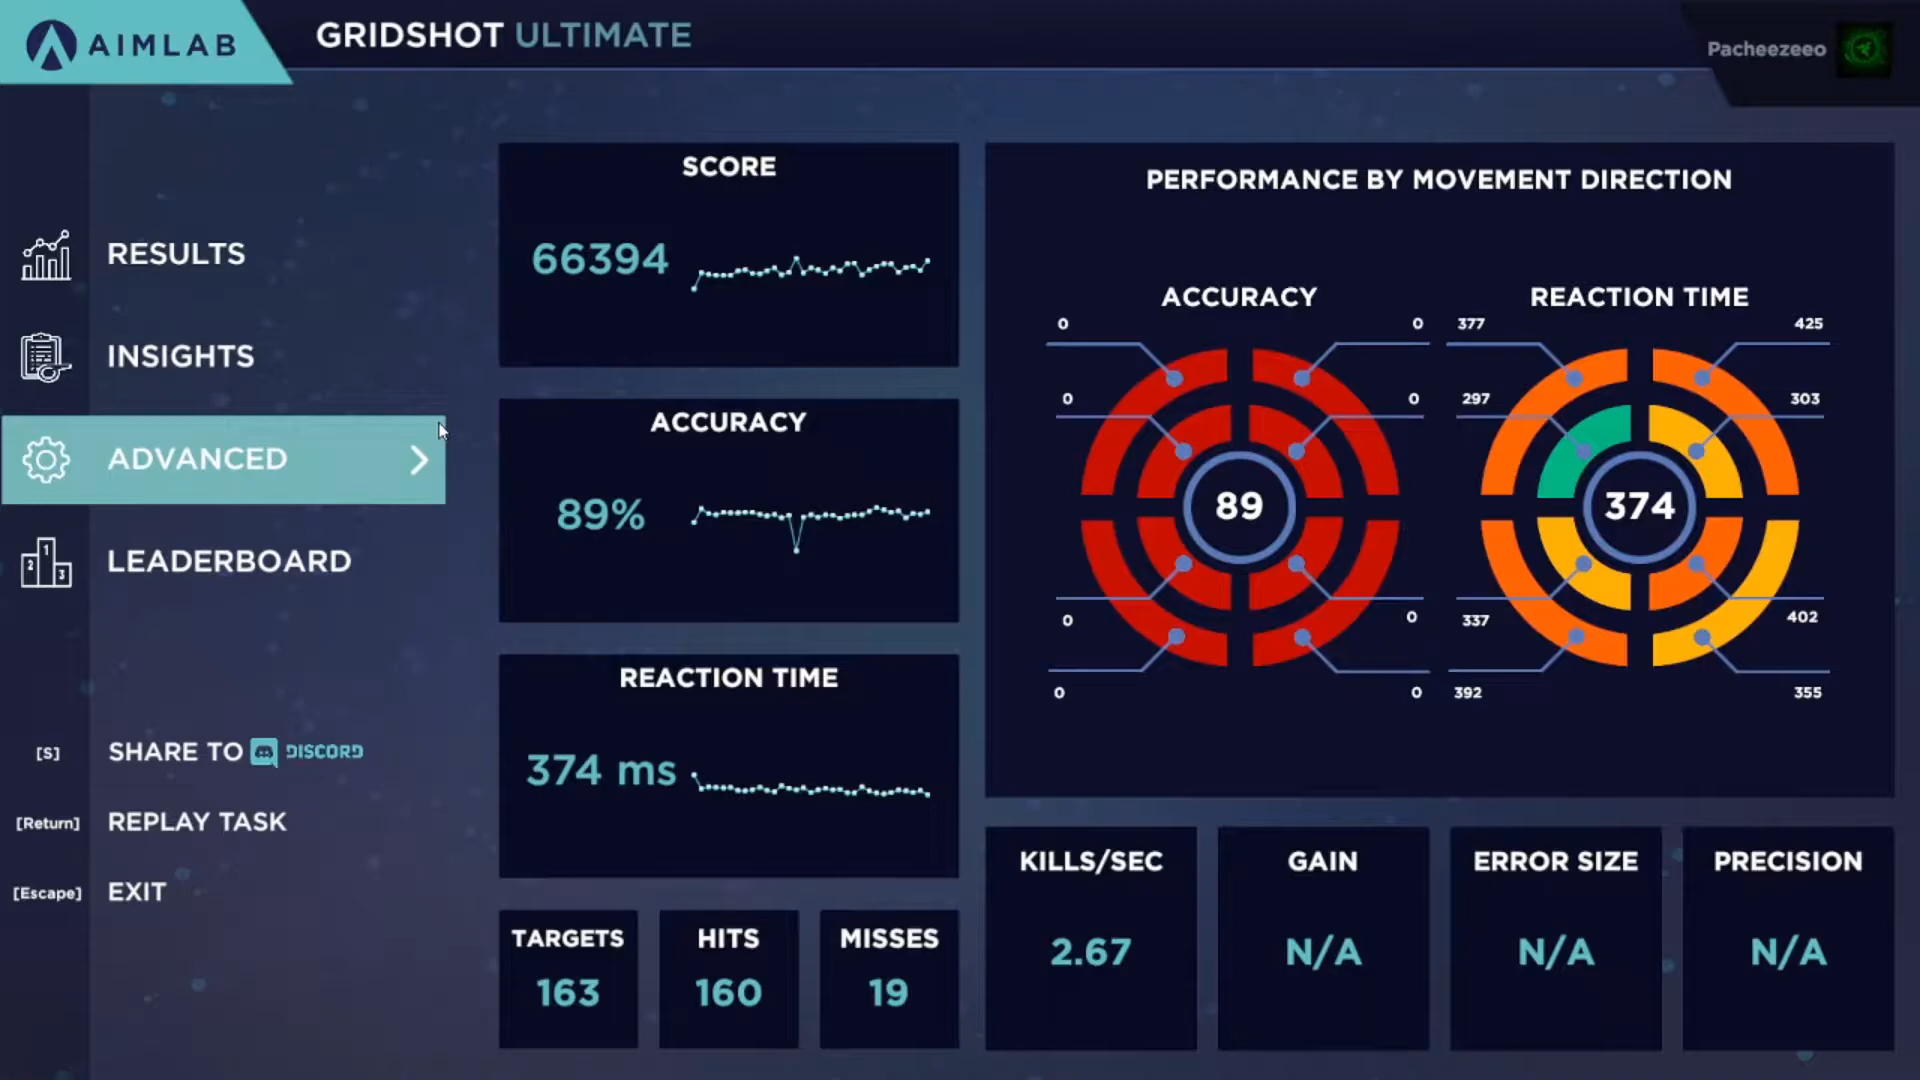 AIMLAB
GRIDSHOT ULTIMATE
Pacheezeeo
RESULTS
INSIGHTS
ADVANCED
LEADERBOARD
1
2
3
[S] SHARE TO DISCORD
[Return] REPLAY TASK
[Escape] EXIT
SCORE
66394
ACCURACY
89%
REACTION TIME
374 ms
TARGETS
163
HITS
160
MISSES
19
PERFORMANCE BY MOVEMENT DIRECTION
ACCURACY
0 0
0 0
89
0 0
0 0
REACTION TIME
377 425
297 303
374
337 402
392 355
KILLS/SEC
2.67
GAIN
N/A
ERROR SIZE
N/A
PRECISION
N/A